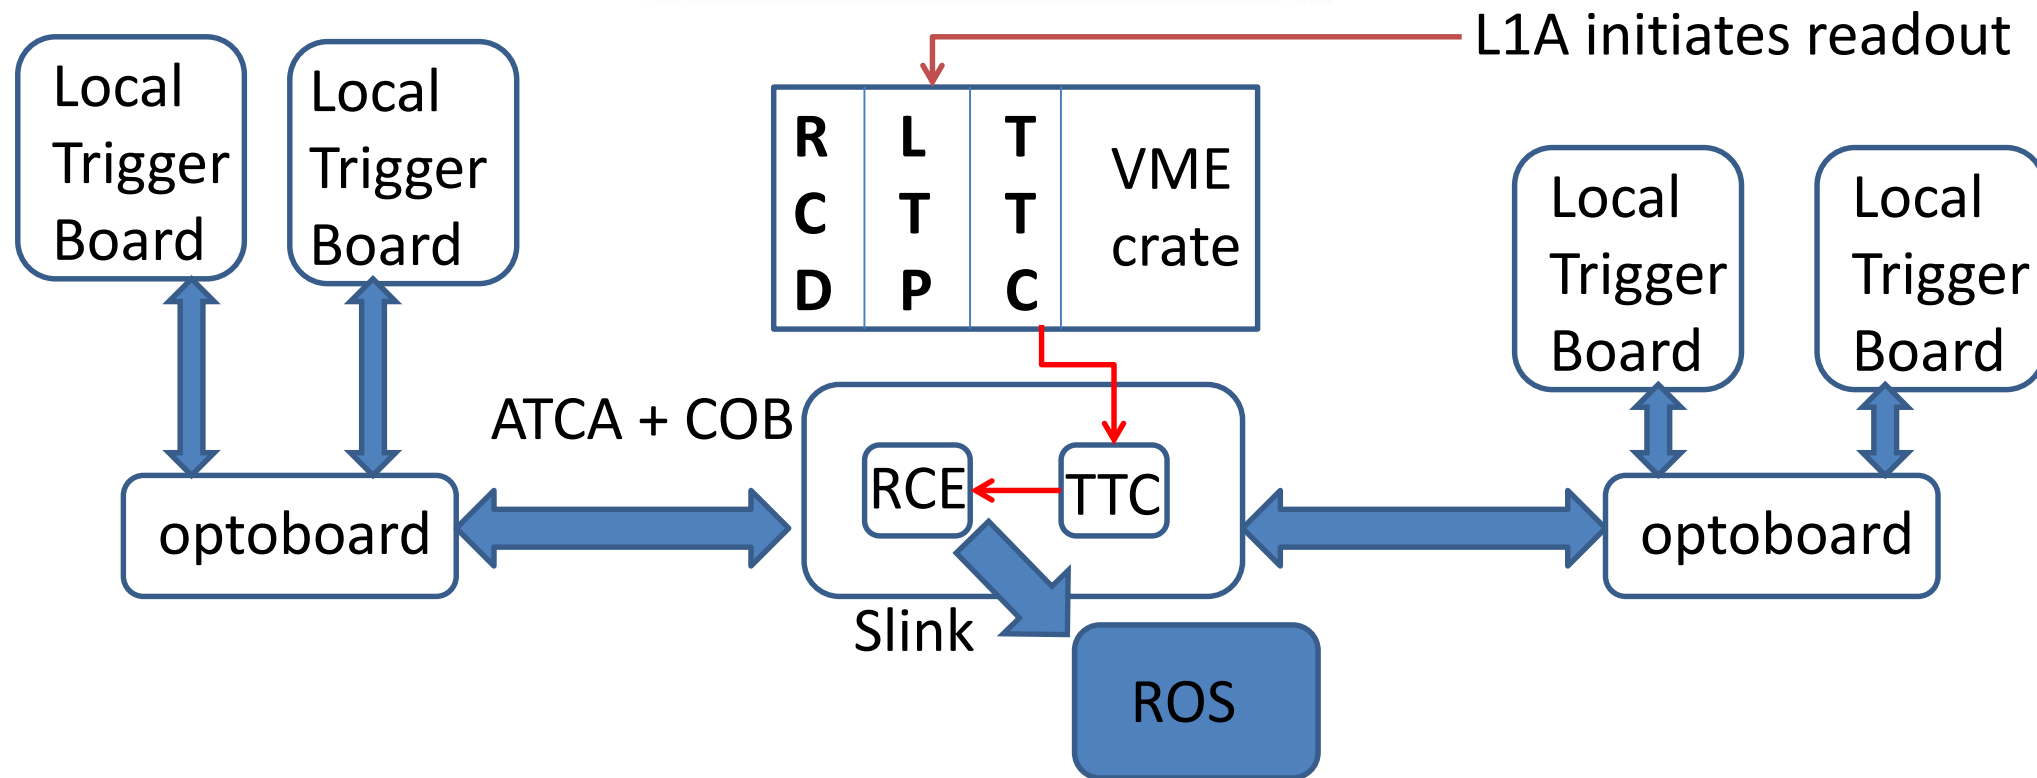 L1A initiates readout
Local
Trigger
Board
Local
Trigger
Board
R
C
D
L
T
P
T
T
C
VME
crate
Local
Trigger
Board
Local
Trigger
Board
ATCA + COB
RCE
TTC
optoboard
optoboard
Slink
ROS